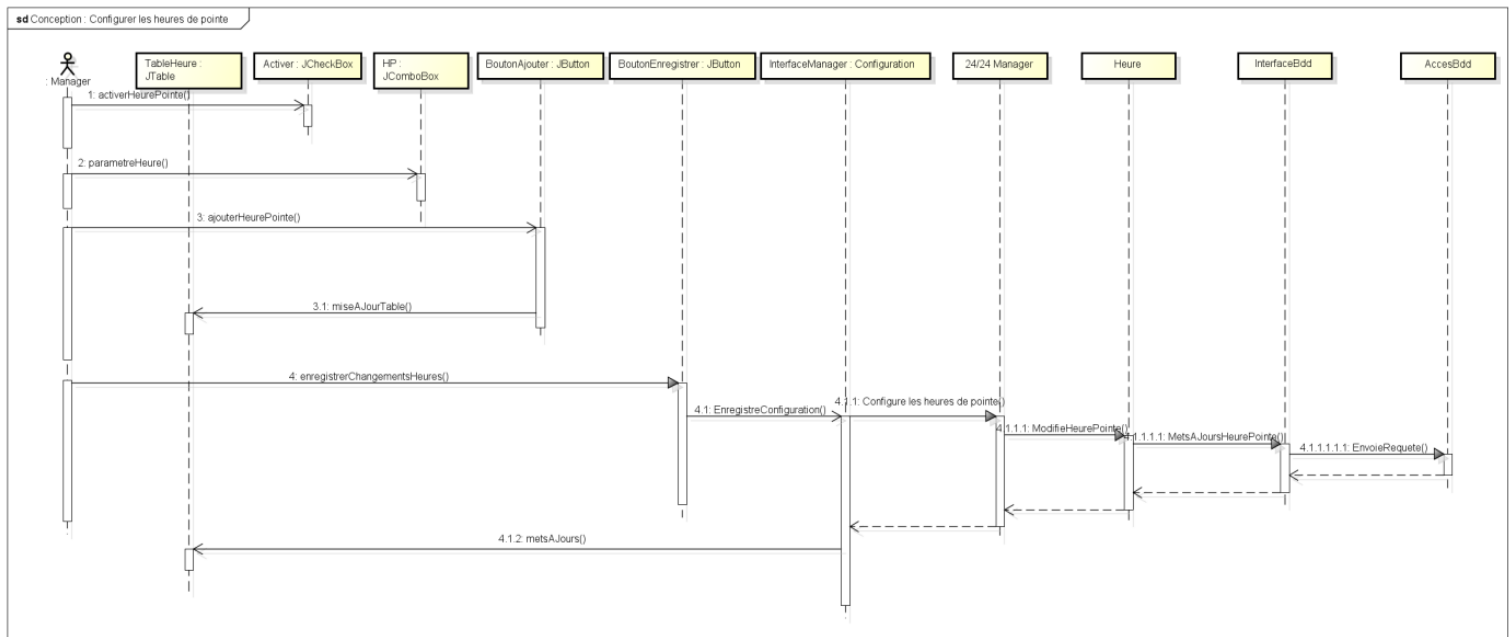 sd Conception : Configurer les heures de pointe
: Manager
TableHeure :
JTable
Activer : JCheckBox
HP :
JComboBox
BoutonAjouter : JButton
BoutonEnregistrer : JButton
InterfaceManager : Configuration
24/24 Manager
Heure
InterfaceBdd
AccesBdd
1: activerHeurePointe()
2: parametreHeure()
3: ajouterHeurePointe()
3.1: miseAJourTable()
4: enregistrerChangementsHeures()
4.1: EnregistreConfiguration()
4.1.1: Configure les heures de pointe()
4.1.1.1: ModifieHeurePointe()
4.1.1.1.1: MetsAJoursHeurePointe()
4.1.1.1.1.1: EnvoieRequete()
4.1.2: metsAJours()